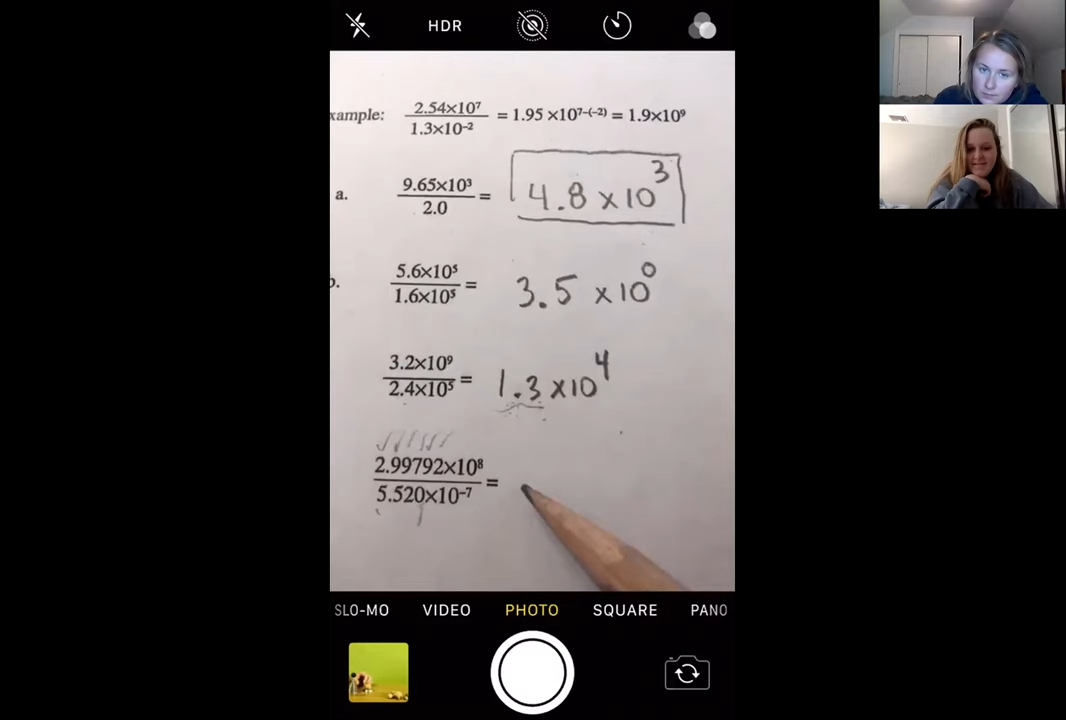 HDR
xample: 2.54×10⁷ / 1.3×10⁻² = 1.95 ×10⁷⁻⁽⁻²⁾ = 1.9×10⁹
a. 9.65×10³ / 2.0 = 4.8 ×10³
5.6×10⁵ / 1.6×10⁵ = 3.5 ×10⁰
3.2×10⁹ / 2.4×10⁵ = 1.3 ×10⁴
2.99792×10⁸ / 5.520×10⁻⁷ =
SLO-MO VIDEO PHOTO SQUARE PANO